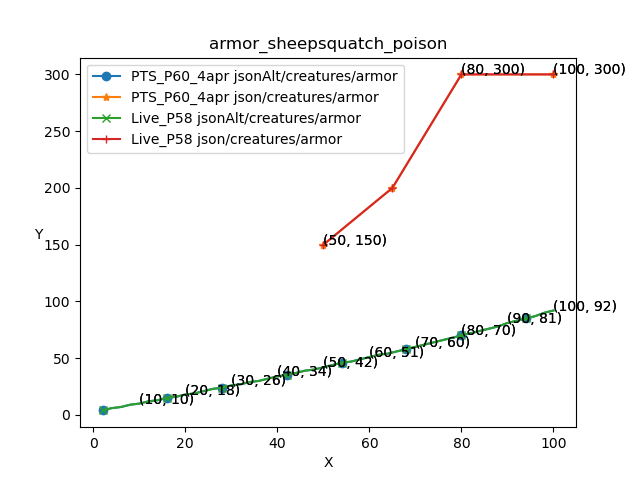 armor_sheepsquatch_poison
PTS_P60_4apr jsonAlt/creatures/armor
PTS_P60_4apr json/creatures/armor
Live_P58 jsonAlt/creatures/armor
Live_P58 json/creatures/armor
(80, 300)
(100, 300)
(50, 150)
(100, 92)
(90, 81)
(80, 70)
(70, 60)
(60, 51)
(50, 42)
(40, 34)
(30, 26)
(20, 18)
(10, 10)
Y
300
250
200
150
100
50
0
0 20 40 60 80 100
X